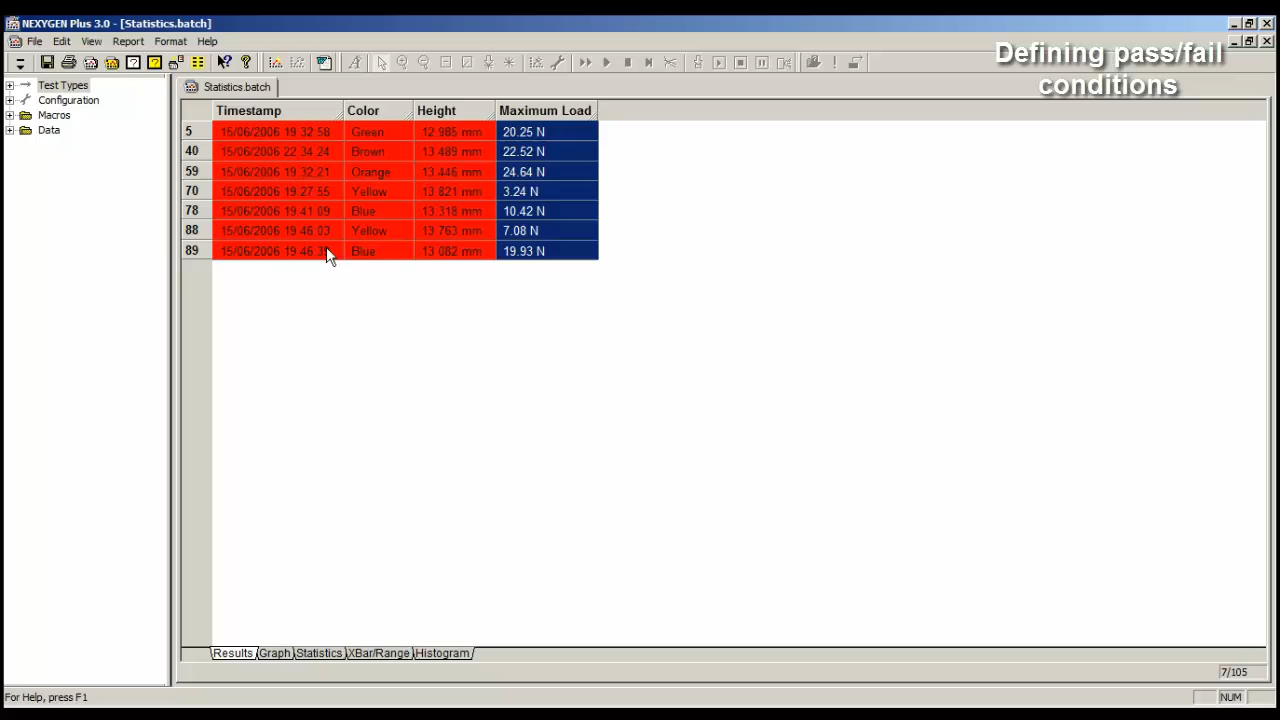 NEXYGEN Plus 3.0 - [Statistics.batch]
File Edit View Report Format Help
Defining pass/fail
conditions
Test Types
Configuration
Macros
Data
Statistics.batch
Timestamp Color Height Maximum Load
5 15/06/2006 19 32 58 Green 12 985 mm 20.25 N
40 15/06/2006 22 34 24 Brown 13 489 mm 22.52 N
59 15/06/2006 19 32 21 Orange 13 446 mm 24.64 N
70 15/06/2006 19 27 55 Yellow 13 821 mm 3.24 N
78 15/06/2006 19 41 09 Blue 13 318 mm 10.42 N
88 15/06/2006 19 46 03 Yellow 13 763 mm 7.08 N
89 15/06/2006 19 46 Blue 13 082 mm 19.93 N
Results Graph Statistics XBar/Range Histogram
7/105
For Help, press F1
NUM